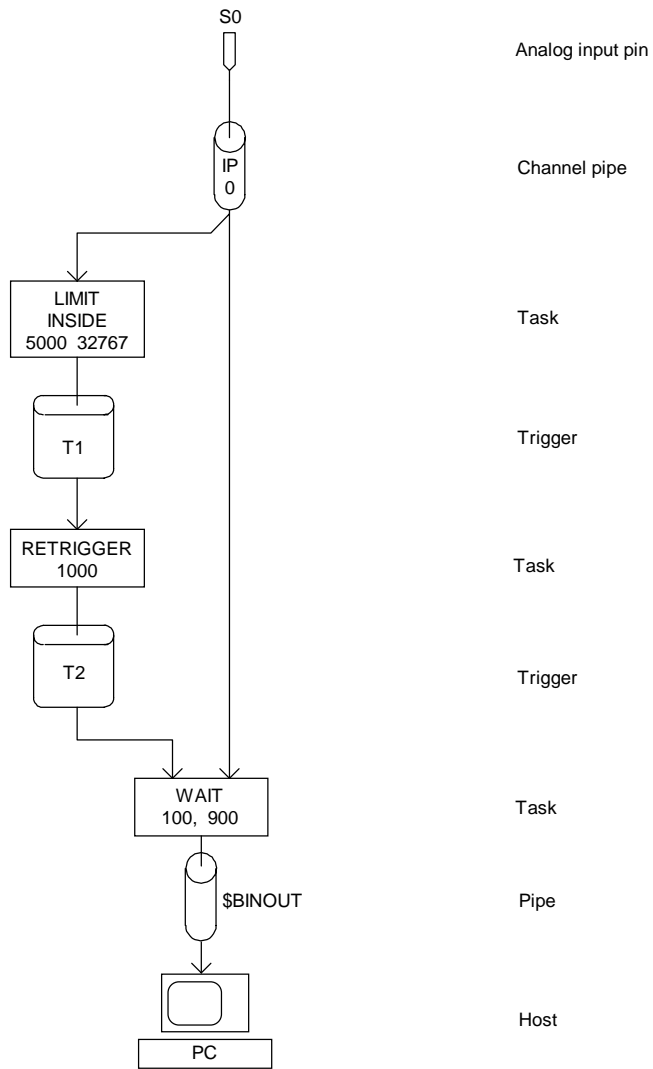 S0
Analog input pin
IP
0
Channel pipe
LIMIT
INSIDE
5000 32767
Task
T1
Trigger
RETRIGGER
1000
Task
T2
Trigger
WAIT
100, 900
Task
$BINOUT
Pipe
Host
PC